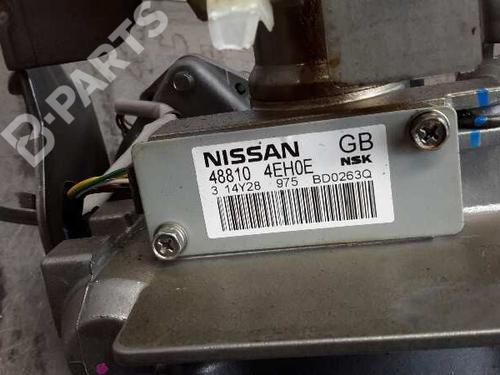 B-PARTS
NISSAN GB
48810 4EH0E NSK
3 14Y28 975 BD0263Q